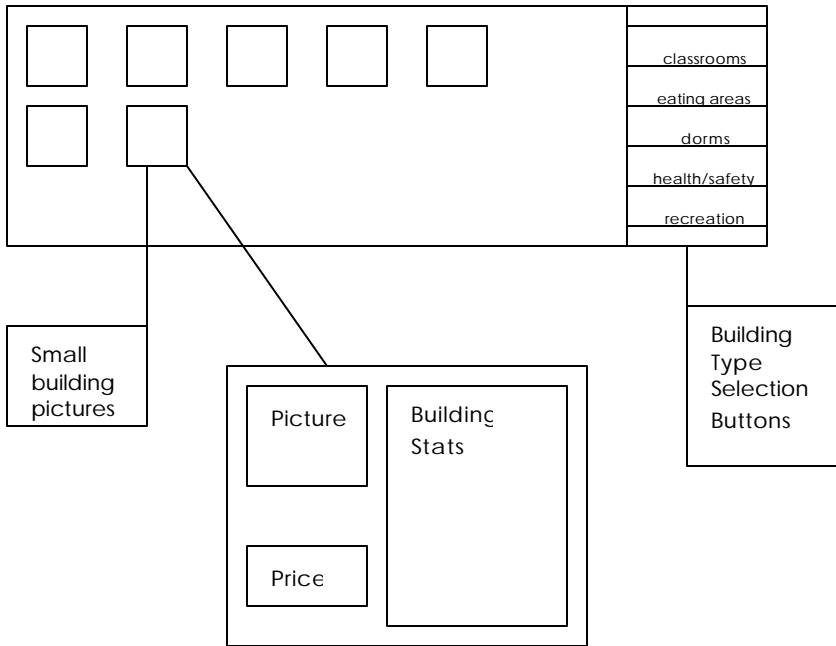 classrooms
eating areas
dorms
health/safety
recreation
Small
building
pictures
Picture
Price
Building
Stats
Building
Type
Selection
Buttons